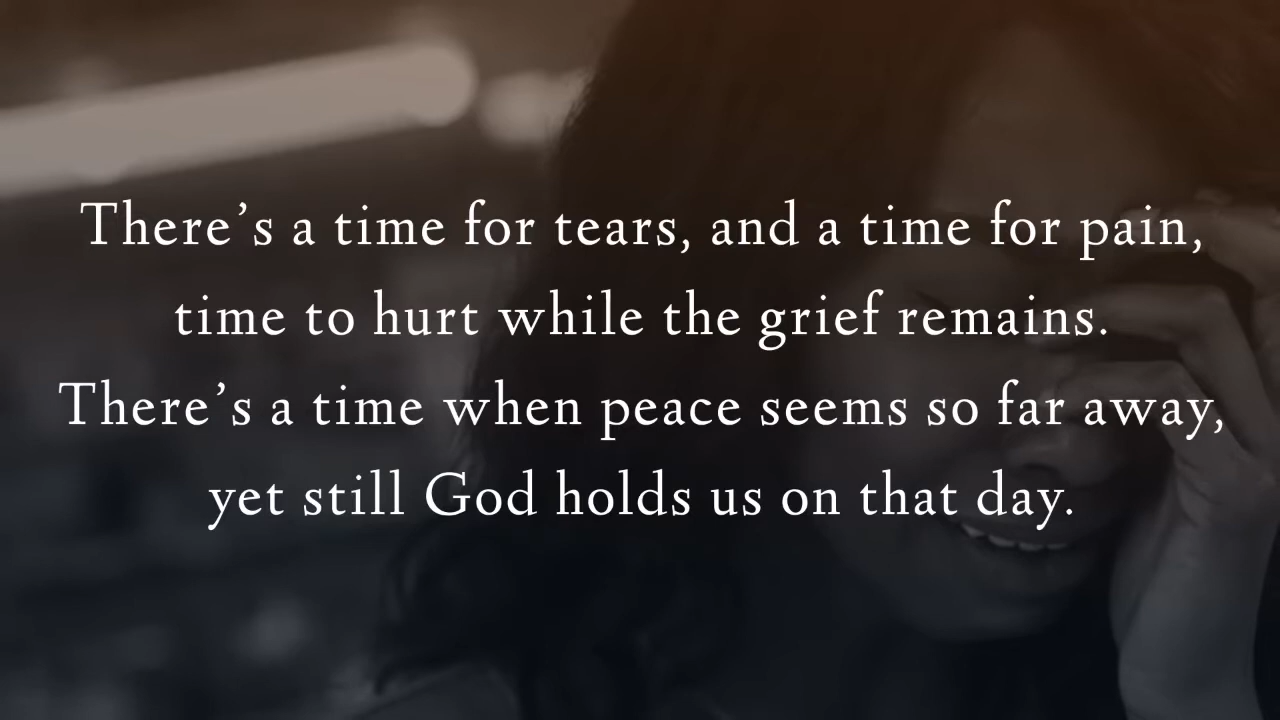 There’s a time for tears, and a time for pain,
time to hurt while the grief remains.
There’s a time when peace seems so far away,
yet still God holds us on that day.